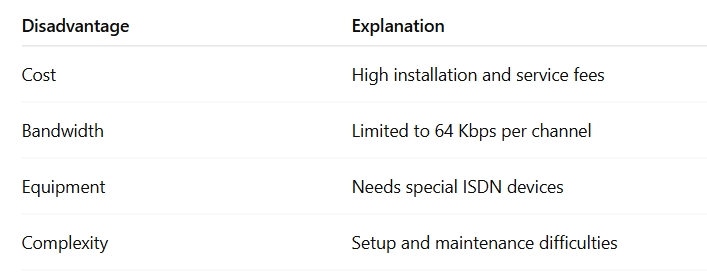 Disadvantage Explanation
Cost High installation and service fees
Bandwidth Limited to 64 Kbps per channel
Equipment Needs special ISDN devices
Complexity Setup and maintenance difficulties